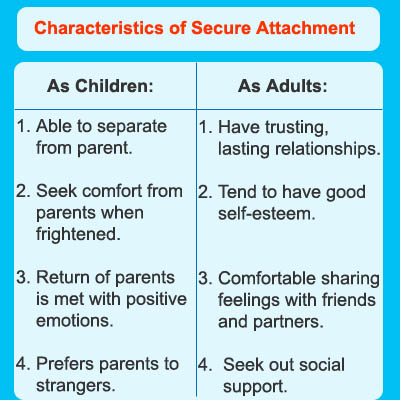 Characteristics of Secure Attachment
As Children:
1. Able to separate
from parent.
2. Seek comfort from
parents when
frightened.
3. Return of parents
is met with positive
emotions.
4. Prefers parents to
strangers.
As Adults:
1. Have trusting,
lasting relationships.
2. Tend to have good
self-esteem.
3. Comfortable sharing
feelings with friends
and partners.
4. Seek out social
support.